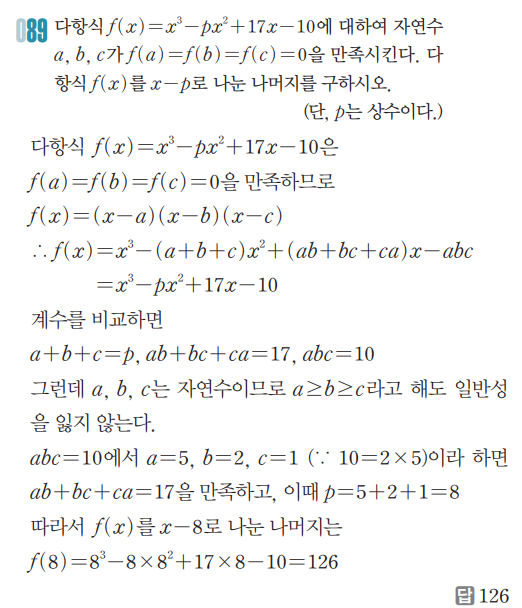 089 다항식 f(x)=x³-px²+17x-10에 대하여 자연수
a, b, c가 f(a)=f(b)=f(c)=0을 만족시킨다. 다
항식 f(x)를 x-p로 나눈 나머지를 구하시오.
(단, p는 상수이다.)
다항식 f(x)=x³-px²+17x-10은
f(a)=f(b)=f(c)=0을 만족하므로
f(x)=(x-a)(x-b)(x-c)
∴ f(x)=x³-(a+b+c)x²+(ab+bc+ca)x-abc
=x³-px²+17x-10
계수를 비교하면
a+b+c=p, ab+bc+ca=17, abc=10
그런데 a, b, c는 자연수이므로 a≥b≥c라고 해도 일반성
을 잃지 않는다.
abc=10에서 a=5, b=2, c=1 (∵ 10=2×5)이라 하면
ab+bc+ca=17을 만족하고, 이때 p=5+2+1=8
따라서 f(x)를 x-8로 나눈 나머지는
f(8)=8³-8×8²+17×8-10=126
답 126